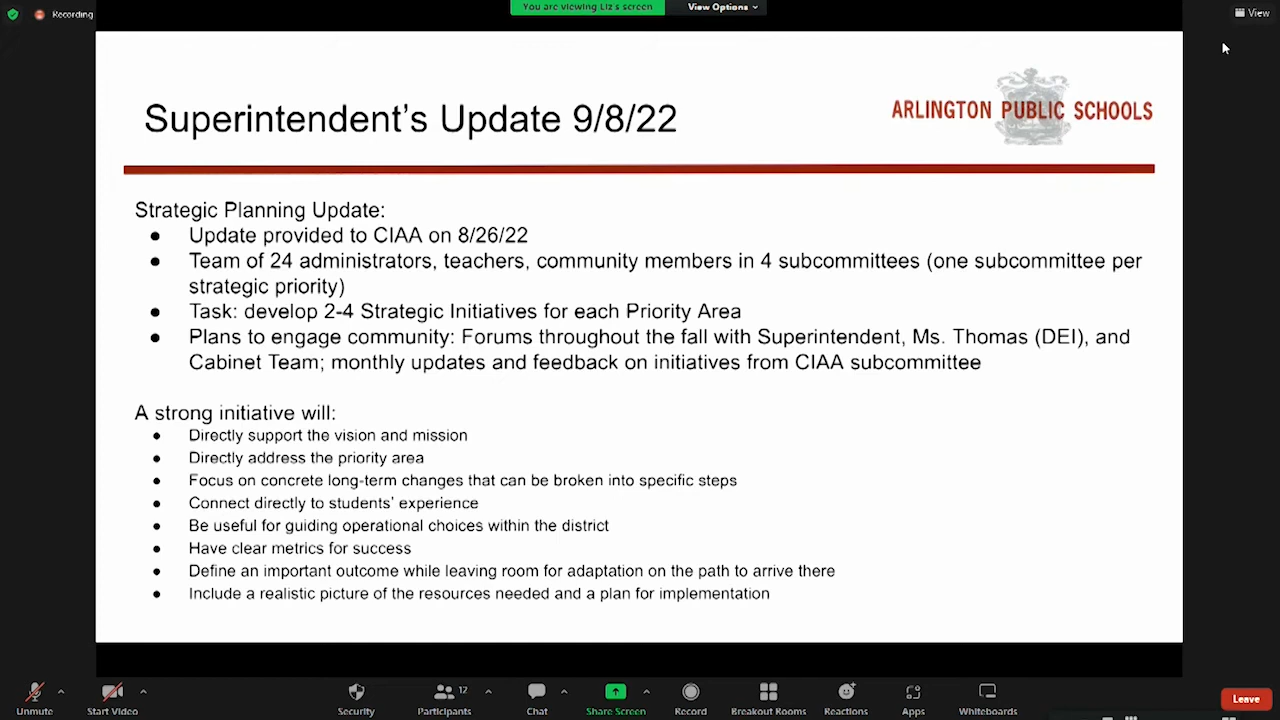 Recording
You are viewing Liz's screen
View Options
View
Superintendent's Update 9/8/22
ARLINGTON PUBLIC SCHOOLS
Strategic Planning Update:
● Update provided to CIAA on 8/26/22
● Team of 24 administrators, teachers, community members in 4 subcommittees (one subcommittee per
strategic priority)
● Task: develop 2-4 Strategic Initiatives for each Priority Area
● Plans to engage community: Forums throughout the fall with Superintendent, Ms. Thomas (DEI), and
Cabinet Team; monthly updates and feedback on initiatives from CIAA subcommittee
A strong initiative will:
● Directly support the vision and mission
● Directly address the priority area
● Focus on concrete long-term changes that can be broken into specific steps
● Connect directly to students' experience
● Be useful for guiding operational choices within the district
● Have clear metrics for success
● Define an important outcome while leaving room for adaptation on the path to arrive there
● Include a realistic picture of the resources needed and a plan for implementation
12
Unmute
Start Video
Security
Participants
Chat
Share Screen
Record
Breakout Rooms
Reactions
Apps
Whiteboards
Leave